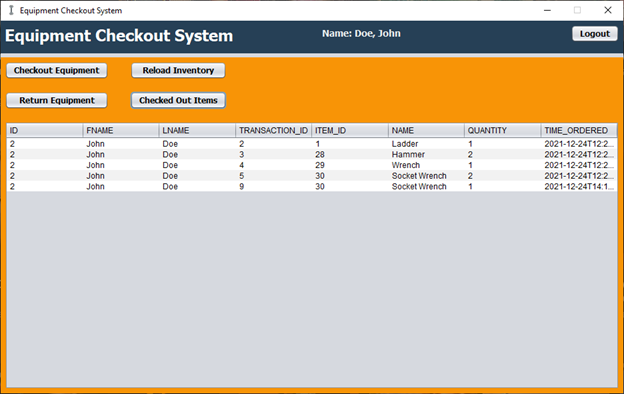 Equipment Checkout System
Equipment Checkout System Name: Doe, John Logout
Checkout Equipment Reload Inventory
Return Equipment Checked Out Items
ID FNAME LNAME TRANSACTION_ID ITEM_ID NAME QUANTITY TIME_ORDERED
2 John Doe 2 1 Ladder 1 2021-12-24T12:2...
2 John Doe 3 28 Hammer 2 2021-12-24T12:2...
2 John Doe 4 29 Wrench 1 2021-12-24T12:2...
2 John Doe 5 30 Socket Wrench 2 2021-12-24T12:2...
2 John Doe 9 30 Socket Wrench 1 2021-12-24T14:1...